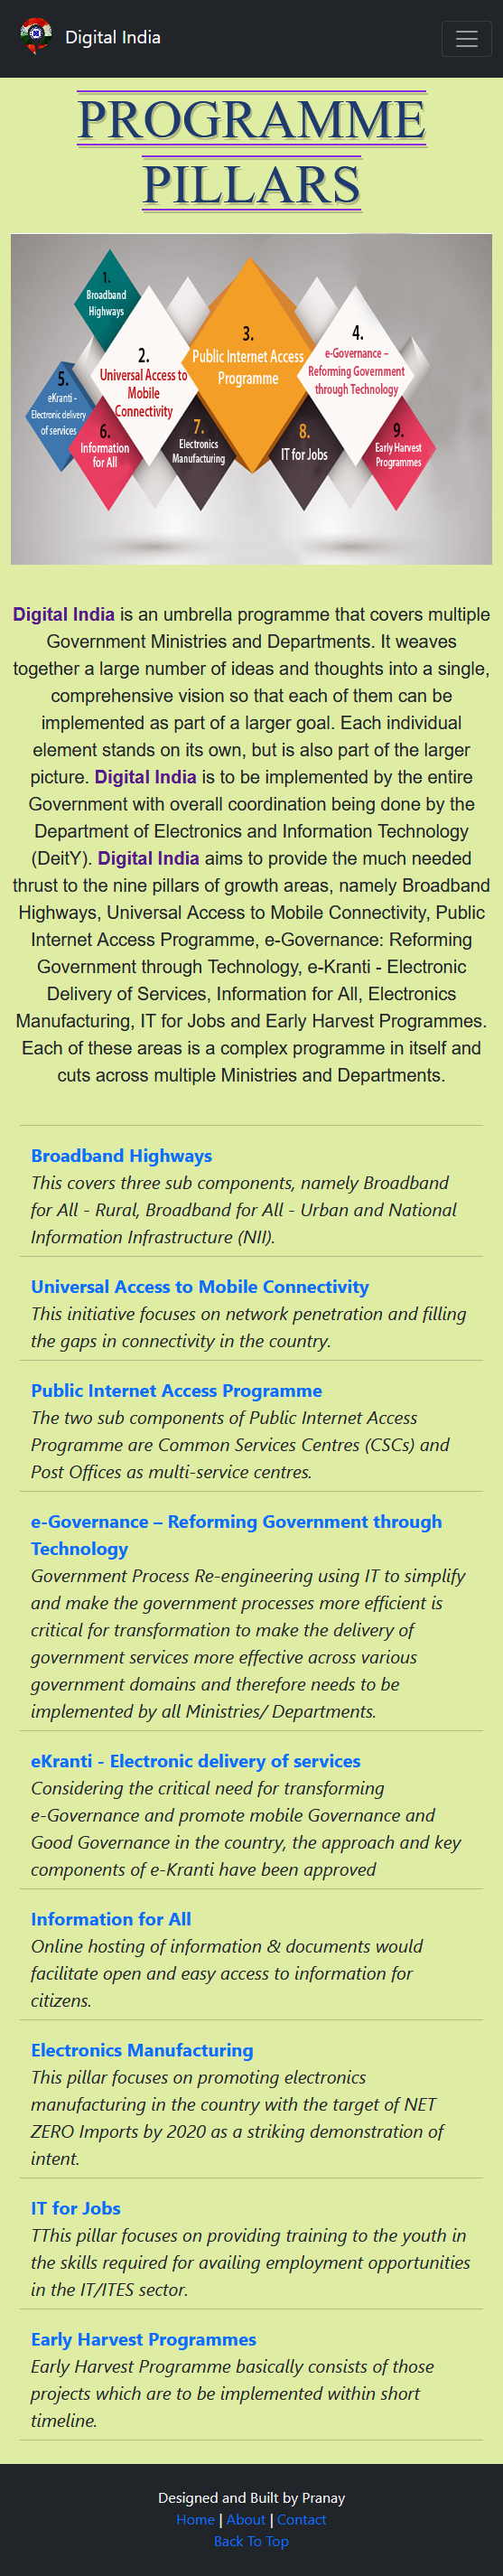 Digital India
PROGRAMME
PILLARS
1.
Broadband
Highways
2.
Universal Access to
Mobile
Connectivity
3.
Public Internet Access
Programme
4.
e-Governance –
Reforming Government
through Technology
5.
eKranti -
Electronic delivery
of services
6.
Information
for All
7.
Electronics
Manufacturing
8.
IT for Jobs
9.
Early Harvest
Programmes
Digital India is an umbrella programme that covers multiple
Government Ministries and Departments. It weaves
together a large number of ideas and thoughts into a single,
comprehensive vision so that each of them can be
implemented as part of a larger goal. Each individual
element stands on its own, but is also part of the larger
picture. Digital India is to be implemented by the entire
Government with overall coordination being done by the
Department of Electronics and Information Technology
(DeitY). Digital India aims to provide the much needed
thrust to the nine pillars of growth areas, namely Broadband
Highways, Universal Access to Mobile Connectivity, Public
Internet Access Programme, e-Governance: Reforming
Government through Technology, e-Kranti - Electronic
Delivery of Services, Information for All, Electronics
Manufacturing, IT for Jobs and Early Harvest Programmes.
Each of these areas is a complex programme in itself and
cuts across multiple Ministries and Departments.
Broadband Highways
This covers three sub components, namely Broadband
for All - Rural, Broadband for All - Urban and National
Information Infrastructure (NII).
Universal Access to Mobile Connectivity
This initiative focuses on network penetration and filling
the gaps in connectivity in the country.
Public Internet Access Programme
The two sub components of Public Internet Access
Programme are Common Services Centres (CSCs) and
Post Offices as multi-service centres.
e-Governance – Reforming Government through
Technology
Government Process Re-engineering using IT to simplify
and make the government processes more efficient is
critical for transformation to make the delivery of
government services more effective across various
government domains and therefore needs to be
implemented by all Ministries/ Departments.
eKranti - Electronic delivery of services
Considering the critical need for transforming
e-Governance and promote mobile Governance and
Good Governance in the country, the approach and key
components of e-Kranti have been approved
Information for All
Online hosting of information & documents would
facilitate open and easy access to information for
citizens.
Electronics Manufacturing
This pillar focuses on promoting electronics
manufacturing in the country with the target of NET
ZERO Imports by 2020 as a striking demonstration of
intent.
IT for Jobs
TThis pillar focuses on providing training to the youth in
the skills required for availing employment opportunities
in the IT/ITES sector.
Early Harvest Programmes
Early Harvest Programme basically consists of those
projects which are to be implemented within short
timeline.
Designed and Built by Pranay
Home | About | Contact
Back To Top